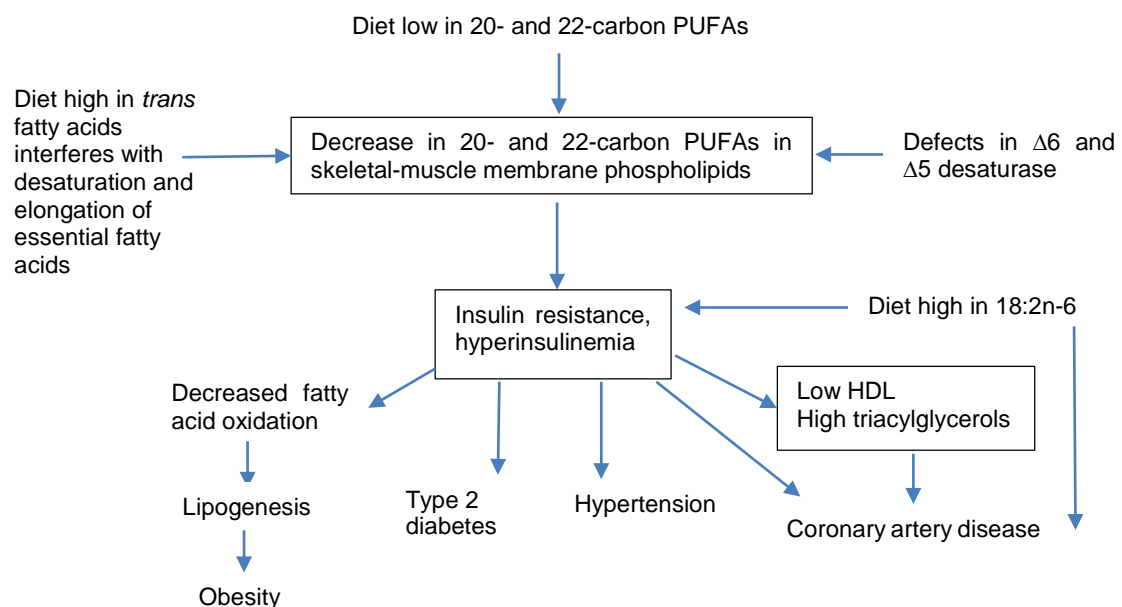 Diet low in 20- and 22-carbon PUFAs
Diet high in trans
fatty acids
interferes with
desaturation and
elongation of
essential fatty
acids
Decrease in 20- and 22-carbon PUFAs in
skeletal-muscle membrane phospholipids
Defects in Δ6 and
Δ5 desaturase
Insulin resistance,
hyperinsulinemia
Diet high in 18:2n-6
Decreased fatty
acid oxidation
Low HDL
High triacylglycerols
Lipogenesis
Type 2
diabetes
Hypertension
Coronary artery disease
Obesity